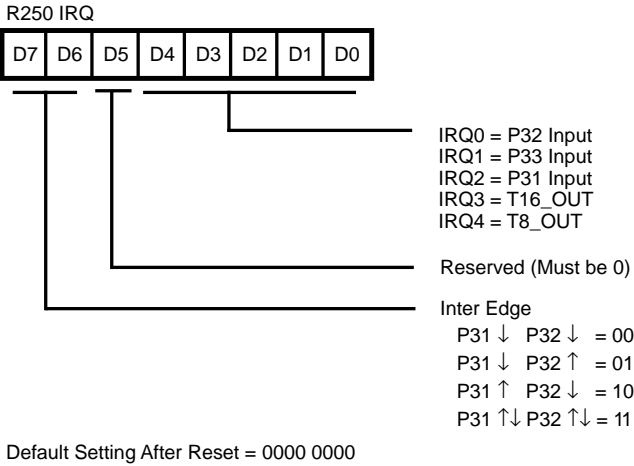 R250 IRQ
D7 D6 D5 D4 D3 D2 D1 D0
IRQ0 = P32 Input
IRQ1 = P33 Input
IRQ2 = P31 Input
IRQ3 = T16_OUT
IRQ4 = T8_OUT
Reserved (Must be 0)
Inter Edge
P31 ↓ P32 ↓ = 00
P31 ↓ P32 ↑ = 01
P31 ↑ P32 ↓ = 10
P31 ↑↓ P32 ↑↓ = 11
Default Setting After Reset = 0000 0000